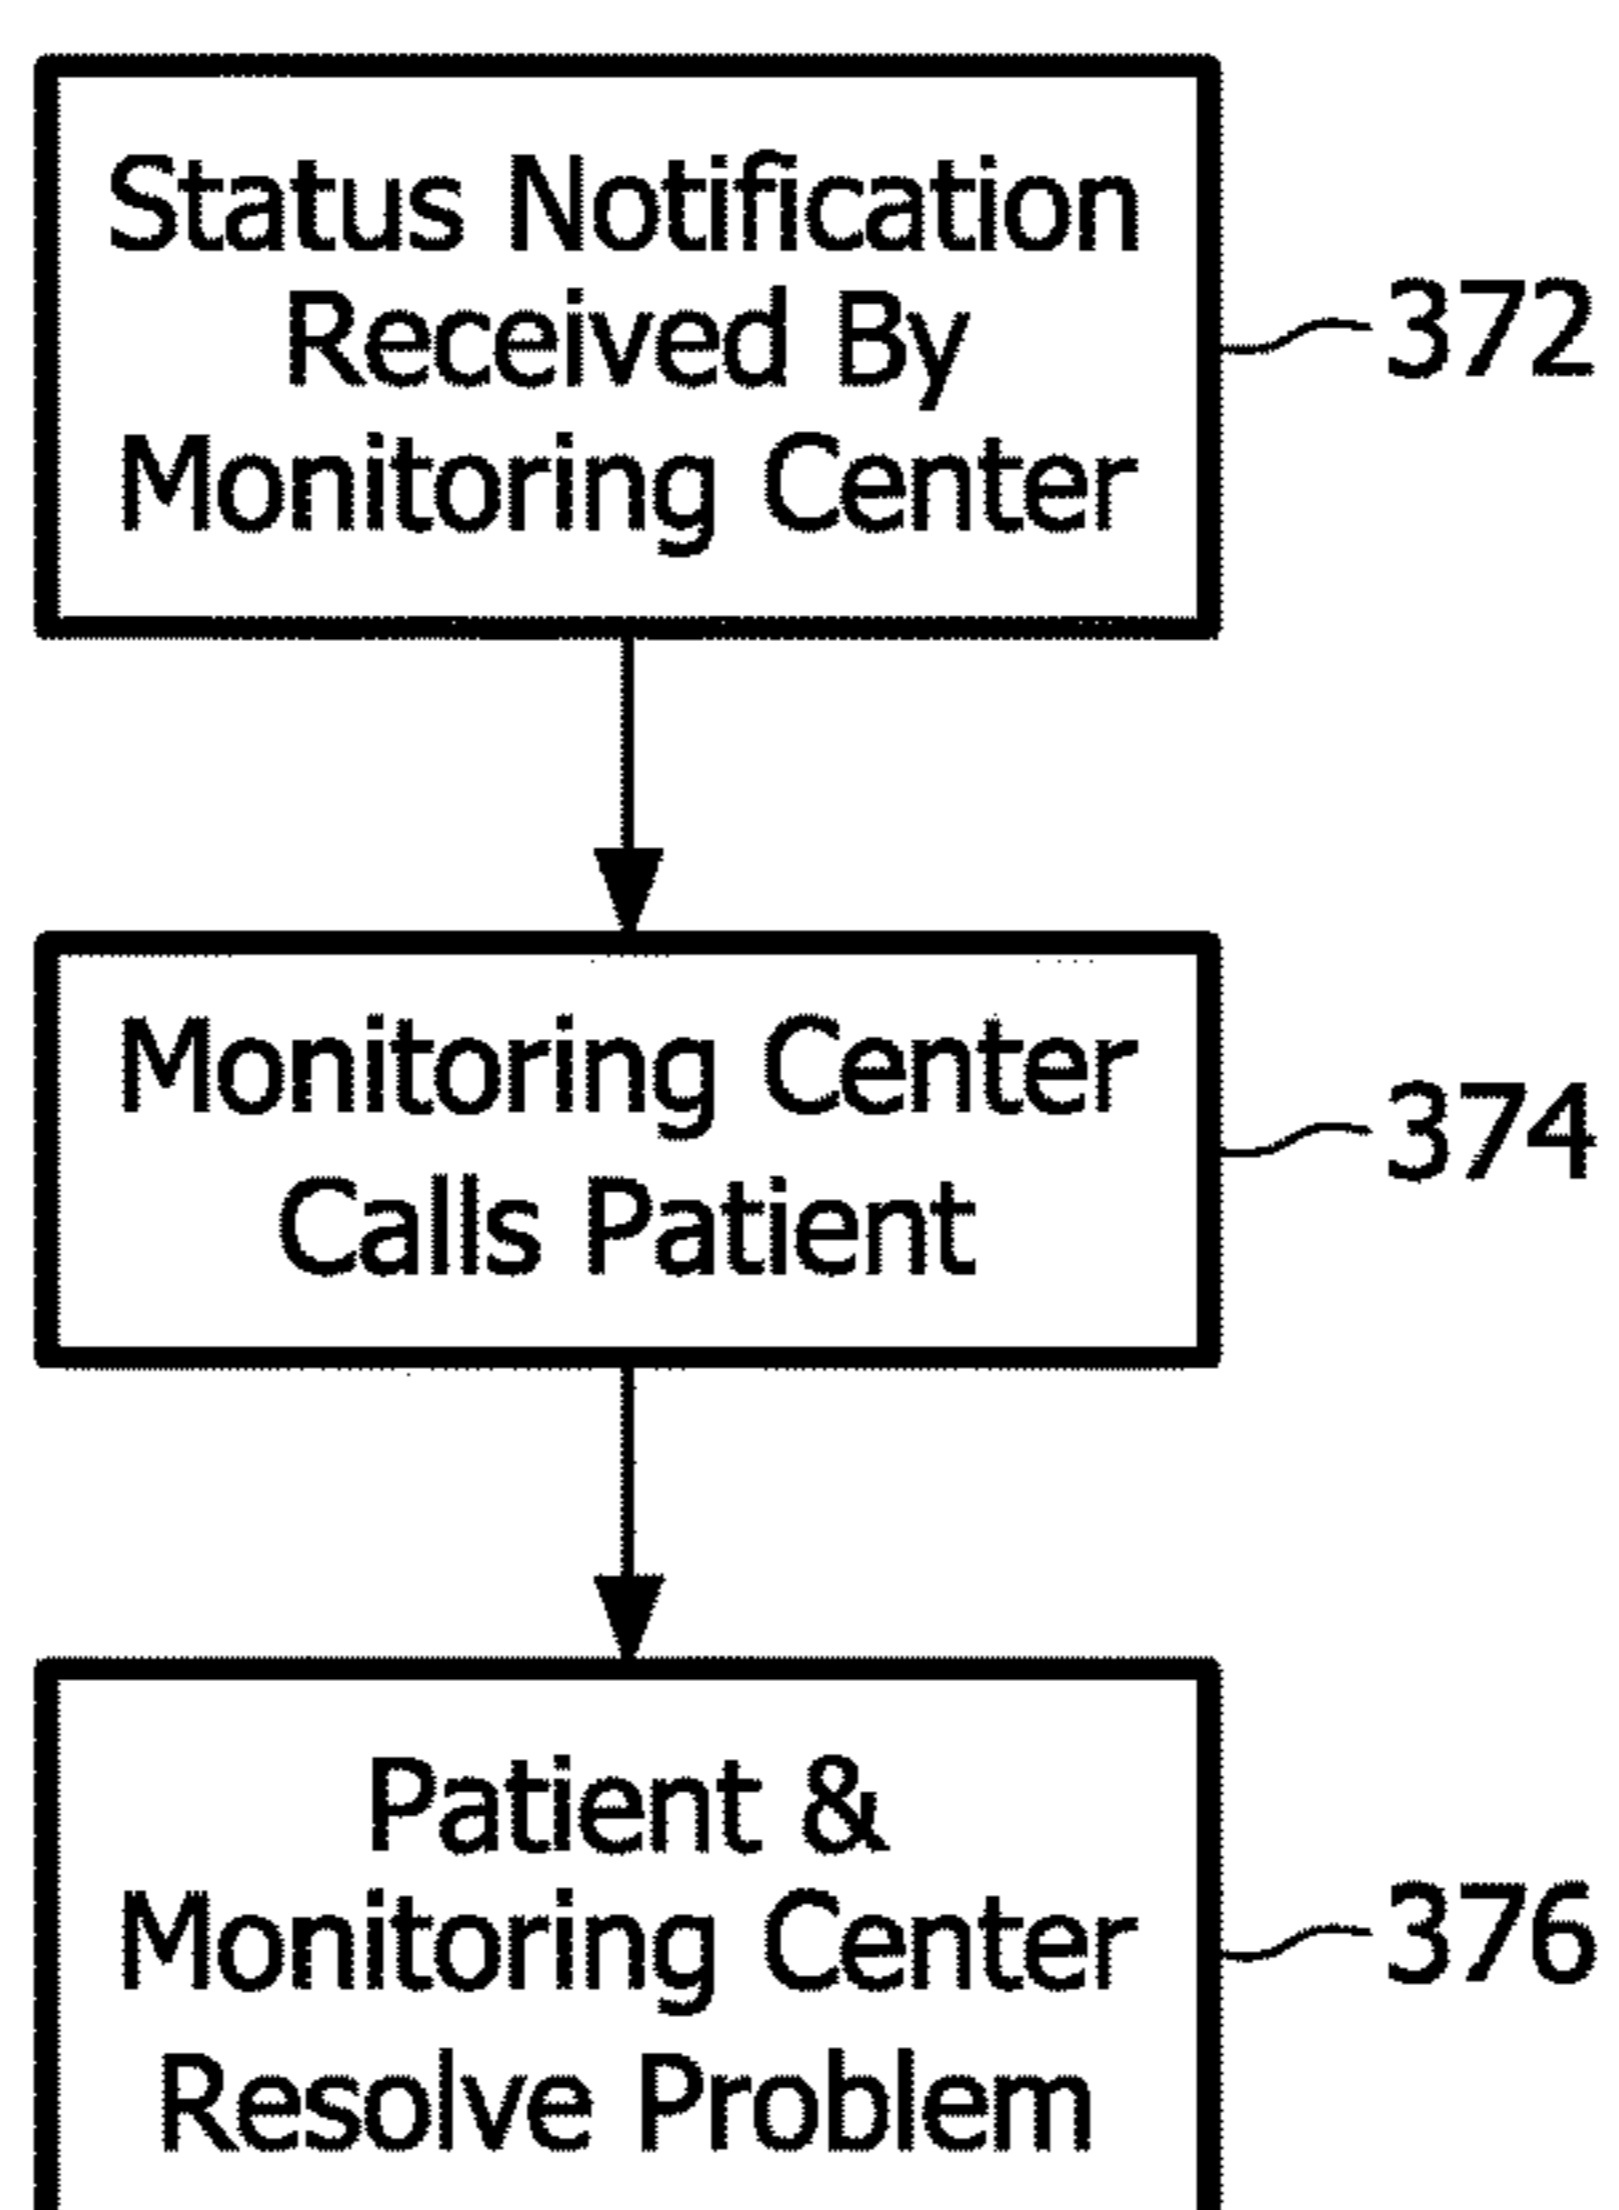 Status Notification
Received By
Monitoring Center
372
Monitoring Center
Calls Patient
374
Patient &
Monitoring Center
Resolve Problem
376